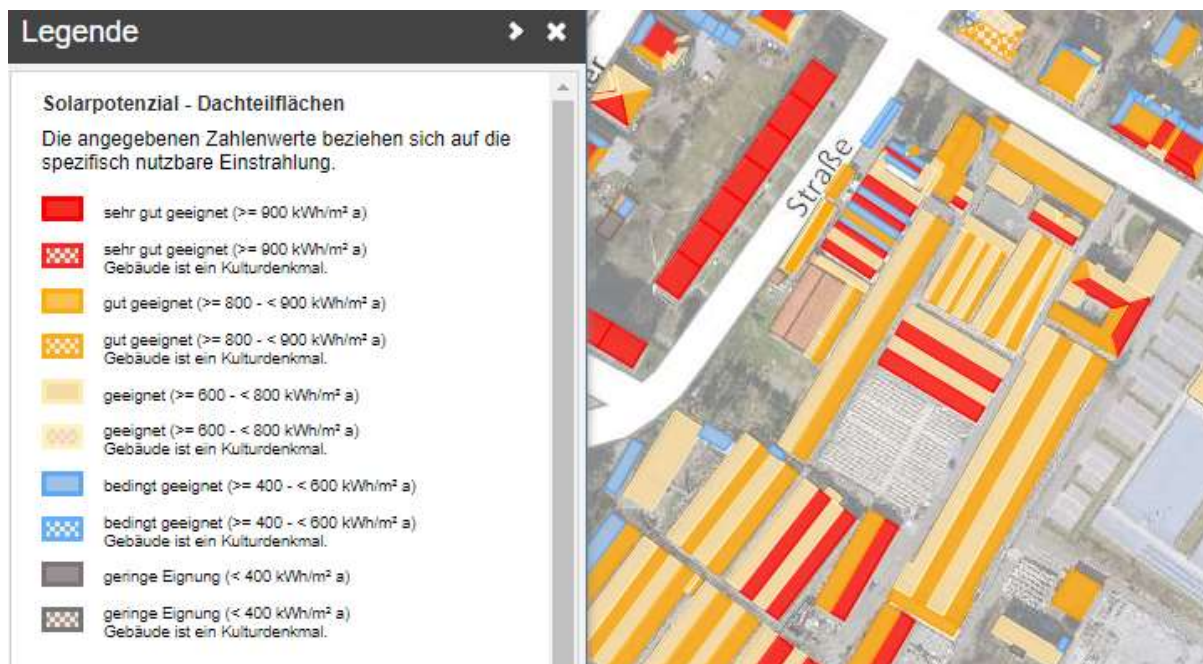 Legende
Solarpotenzial - Dachteilflächen
Die angegebenen Zahlenwerte beziehen sich auf die
spezifisch nutzbare Einstrahlung.
sehr gut geeignet (>= 900 kWh/m² a)
sehr gut geeignet (>= 900 kWh/m² a)
Gebäude ist ein Kulturdenkmal.
gut geeignet (>= 800 - < 900 kWh/m² a)
gut geeignet (>= 800 - < 900 kWh/m² a)
Gebäude ist ein Kulturdenkmal.
geeignet (>= 600 - < 800 kWh/m² a)
geeignet (>= 600 - < 800 kWh/m² a)
Gebäude ist ein Kulturdenkmal.
bedingt geeignet (>= 400 - < 600 kWh/m² a)
bedingt geeignet (>= 400 - < 600 kWh/m² a)
Gebäude ist ein Kulturdenkmal.
geringe Eignung (< 400 kWh/m² a)
geringe Eignung (< 400 kWh/m² a)
Gebäude ist ein Kulturdenkmal.
Straße